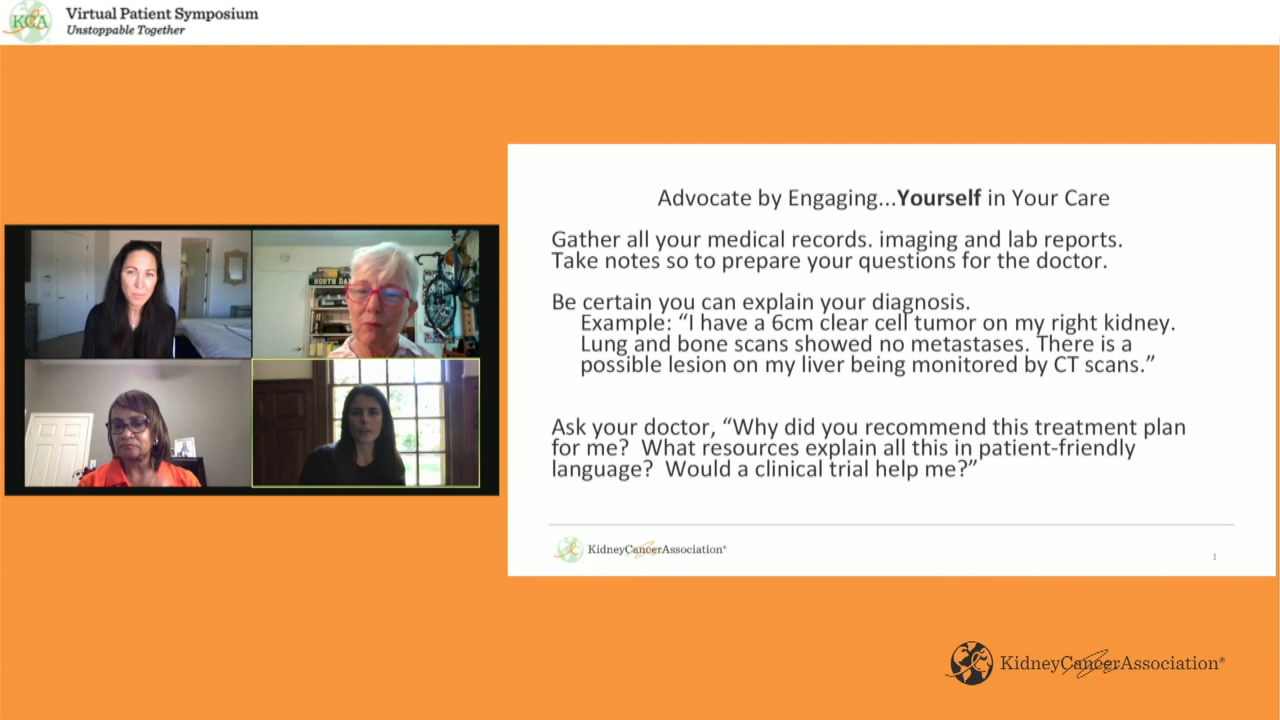 KCA
Virtual Patient Symposium
Unstoppable Together
NORTH DA
Advocate by Engaging...Yourself in Your Care
Gather all your medical records. imaging and lab reports.
Take notes so to prepare your questions for the doctor.
Be certain you can explain your diagnosis.
Example: “I have a 6cm clear cell tumor on my right kidney.
Lung and bone scans showed no metastases. There is a
possible lesion on my liver being monitored by CT scans.”
Ask your doctor, “Why did you recommend this treatment plan
for me?  What resources explain all this in patient-friendly
language?  Would a clinical trial help me?”
KidneyCancerAssociation®
1
KidneyCancerAssociation®